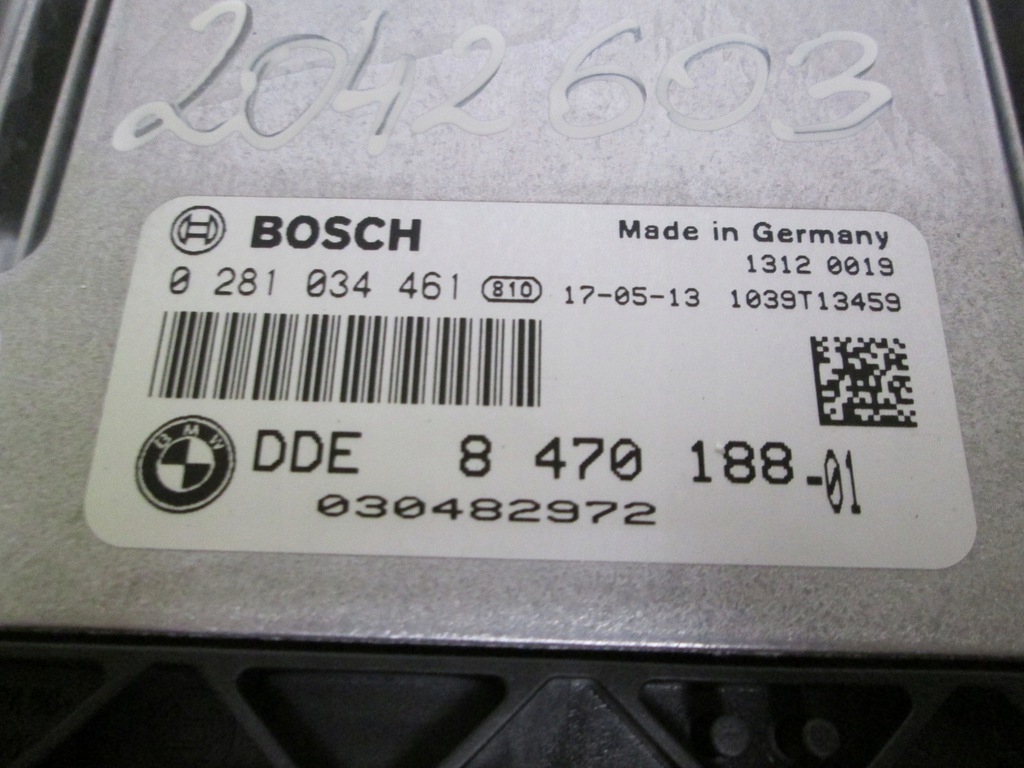 2042603
BOSCH Made in Germany
1312 0019
0 281 034 461 810 17-05-13 1039T13459
BMW DDE 8 470 188-01
030482972